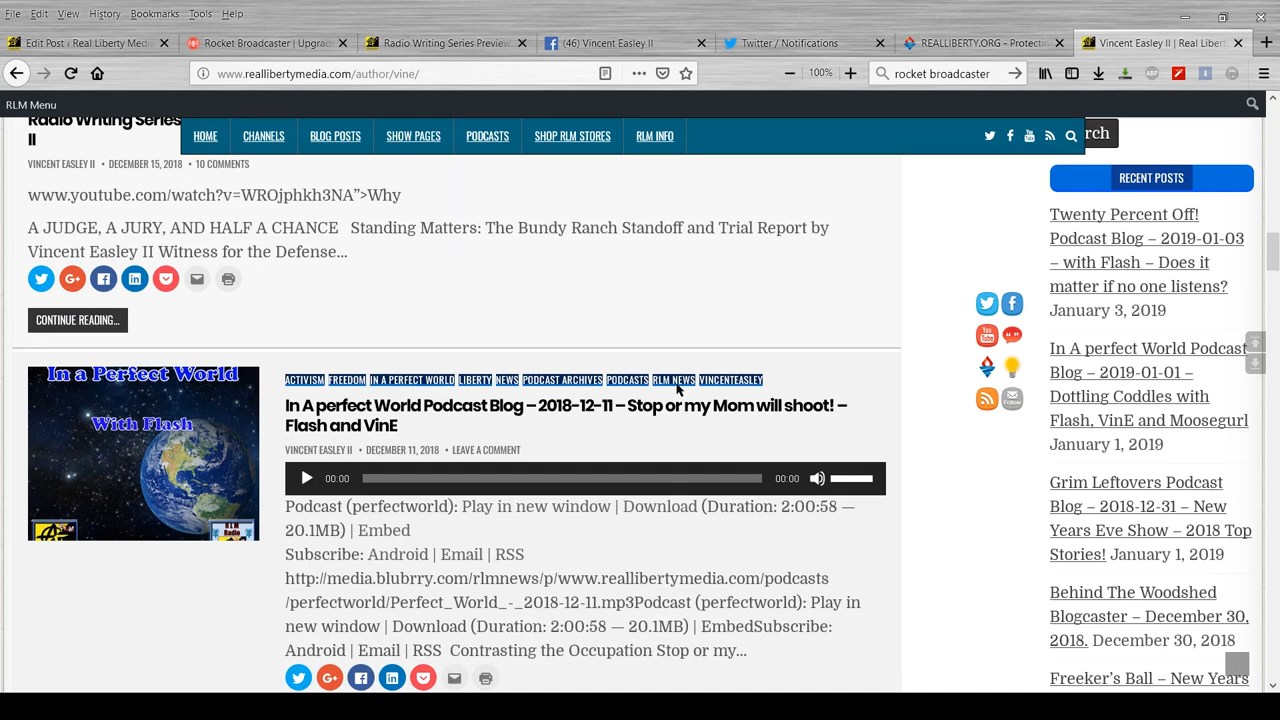 File Edit View History Bookmarks Tools Help
Edit Post ‹ Real Liberty Medi × Rocket Broadcaster | Upgrad × Radio Writing Series Preview × (46) Vincent Easley II × Twitter / Notifications × REALLIBERTY.ORG - Protectin × Vincent Easley II | Real Libert ×
www.reallibertymedia.com/author/vine/ 100% rocket broadcaster
RLM Menu
Radio Writing Series
II
HOME CHANNELS BLOG POSTS SHOW PAGES PODCASTS SHOP RLM STORES RLM INFO
rch
VINCENT EASLEY II • DECEMBER 15, 2018 • 10 COMMENTS
www.youtube.com/watch?v=WROjphkh3NA”>Why
A JUDGE, A JURY, AND HALF A CHANCE Standing Matters: The Bundy Ranch Standoff and Trial Report by
Vincent Easley II Witness for the Defense...
CONTINUE READING...
In a Perfect World
With Flash
ACTIVISM FREEDOM IN A PERFECT WORLD LIBERTY NEWS PODCAST ARCHIVES PODCASTS RLM NEWS VINCENTEASLEY
In A perfect World Podcast Blog – 2018-12-11 – Stop or my Mom will shoot! –
Flash and VinE
VINCENT EASLEY II • DECEMBER 11, 2018 • LEAVE A COMMENT
00:00 00:00
Podcast (perfectworld): Play in new window | Download (Duration: 2:00:58 —
20.1MB) | Embed
Subscribe: Android | Email | RSS
http://media.blubrry.com/rlmnews/p/www.reallibertymedia.com/podcasts
/perfectworld/Perfect_World_-_2018-12-11.mp3Podcast (perfectworld): Play in
new window | Download (Duration: 2:00:58 — 20.1MB) | EmbedSubscribe:
Android | Email | RSS Contrasting the Occupation Stop or my...
RECENT POSTS
Twenty Percent Off!
Podcast Blog – 2019-01-03
– with Flash – Does it
matter if no one listens?
January 3, 2019
In A perfect World Podcast
Blog – 2019-01-01 –
Dottling Coddles with
Flash, VinE and Moosegurl
January 1, 2019
Grim Leftovers Podcast
Blog – 2018-12-31 – New
Years Eve Show – 2018 Top
Stories! January 1, 2019
Behind The Woodshed
Blogcaster – December 30,
2018. December 30, 2018
Freeker’s Ball – New Years
You Tube
Follow